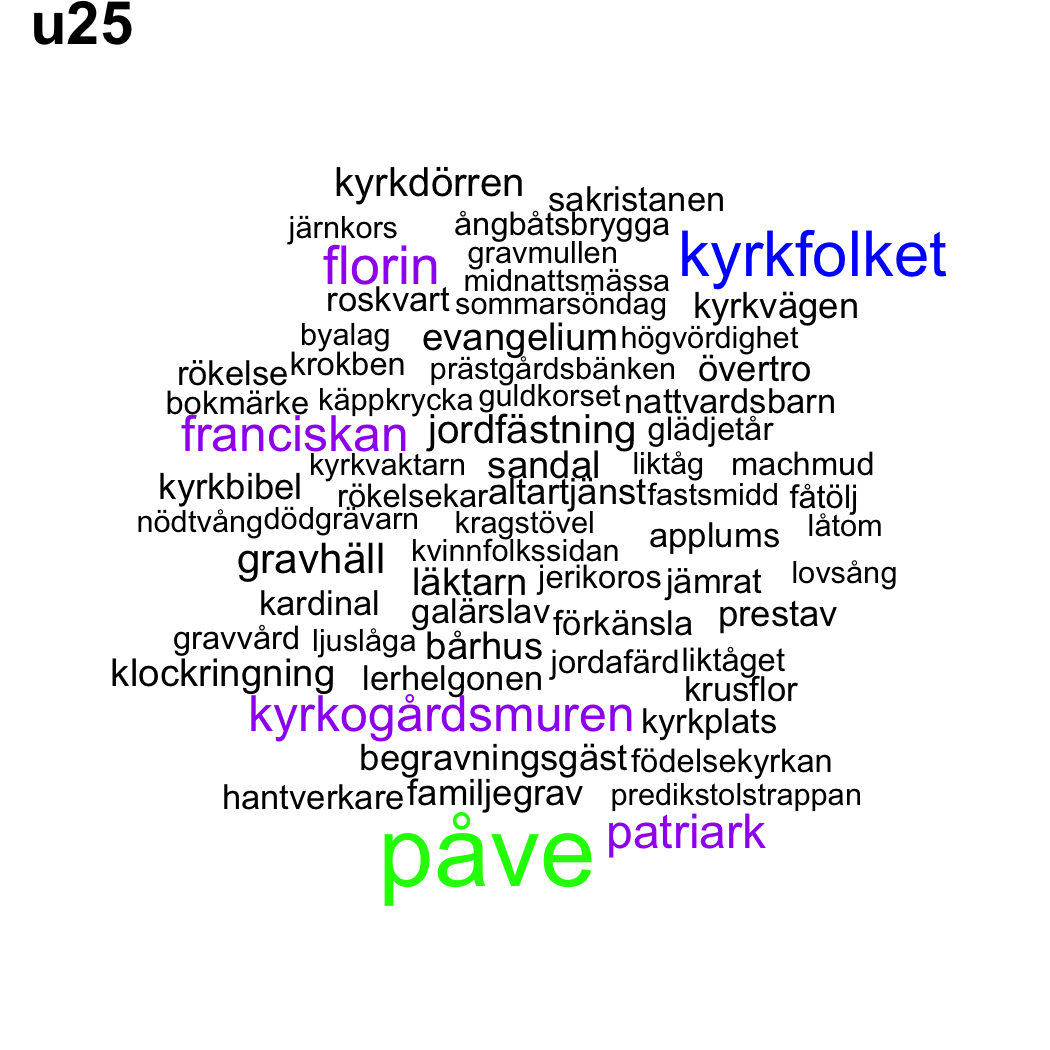 u25
kyrkdörren sakristanen
järnkors ångbåtsbrygga
florin gravmullen kyrkfolket
midnattsmässa
roskvart sommarsöndag kyrkvägen
byalag evangelium högvördighet
rökelse krokben prästgårdsbänken övertro
bokmärke käppkrycka guldkorset nattvardsbarn
franciskan jordfästning glädjetår
kyrkvaktarn sandal liktåg machmud
kyrkbibel rökelsekar altartjänst fastsmidd fåtölj
nödtvång dödgrävarn kragstövel applums låtom
gravhäll kvinnfolkssidan
läktarn jerikoros jämrat lovsång
kardinal galärslav förkänsla prestav
gravvård ljuslåga bårhus jordafärd liktåget
klockringning lerhelgonen krusflor
kyrkogårdsmuren kyrkplats
begravningsgäst födelsekyrkan
hantverkare familjegrav predikstolstrappan
påve patriark